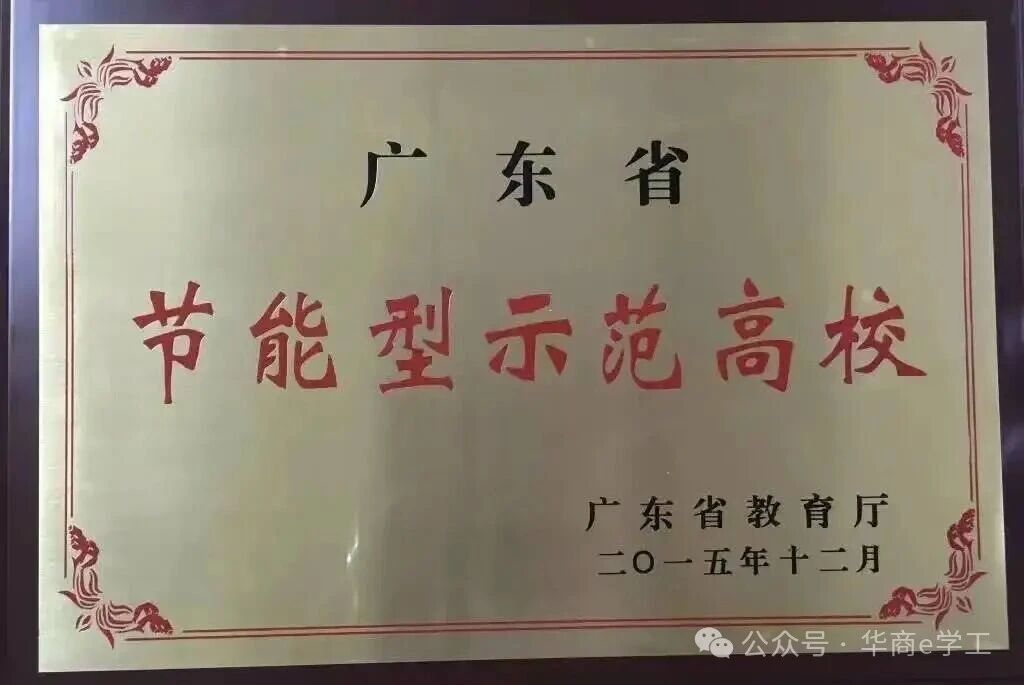 广东省
节能型示范高校
广东省教育厅
二〇一五年十二月
公众号·华商e学工